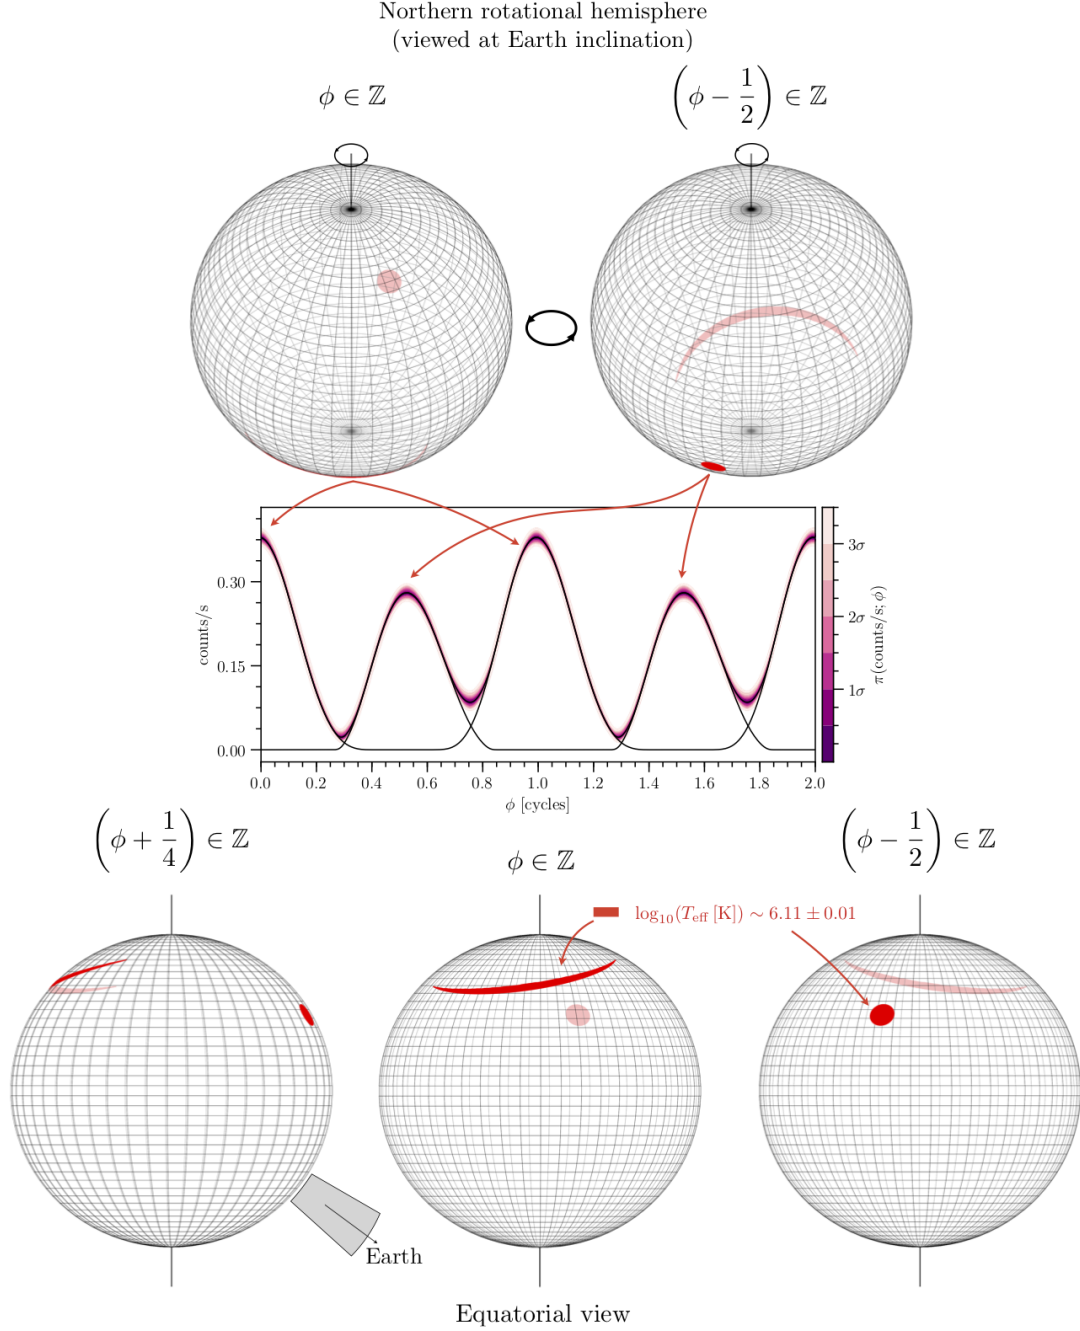 Northern rotational hemisphere
(viewed at Earth inclination)
ϕ ∈ ℤ
(ϕ − 1/2) ∈ ℤ
counts/s
0.30
0.15
0.00
0.0 0.2 0.4 0.6 0.8 1.0 1.2 1.4 1.6 1.8 2.0
ϕ [cycles]
3σ
2σ
1σ
π(counts/s; ϕ)
(ϕ + 1/4) ∈ ℤ
ϕ ∈ ℤ
(ϕ − 1/2) ∈ ℤ
log₁₀(T_eff [K]) ∼ 6.11 ± 0.01
Earth
Equatorial view